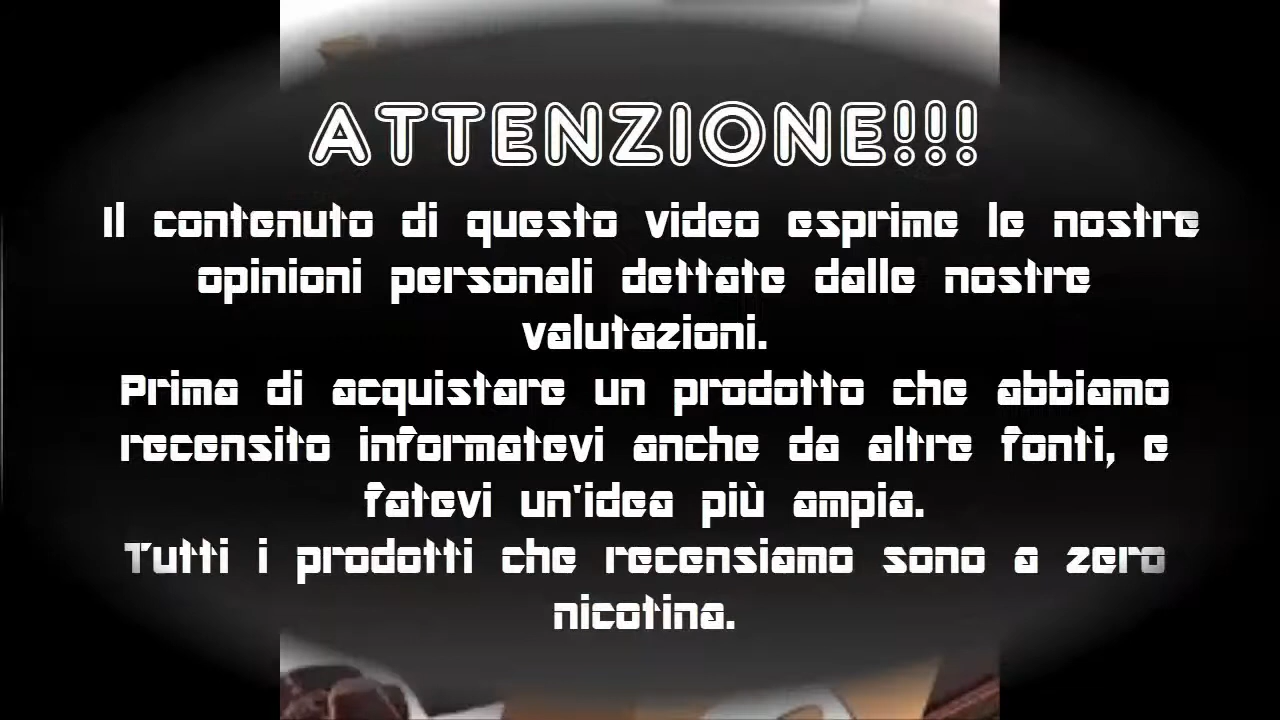 ATTENZIONE!!!
Il contenuto di questo video esprime le nostre
opinioni personali dettate dalle nostre
valutazioni.
Prima di acquistare un prodotto che abbiamo
recensito informatevi anche da altre fonti, e
fatevi un'idea più ampia.
Tutti i prodotti che recensiamo sono a zero
nicotina.